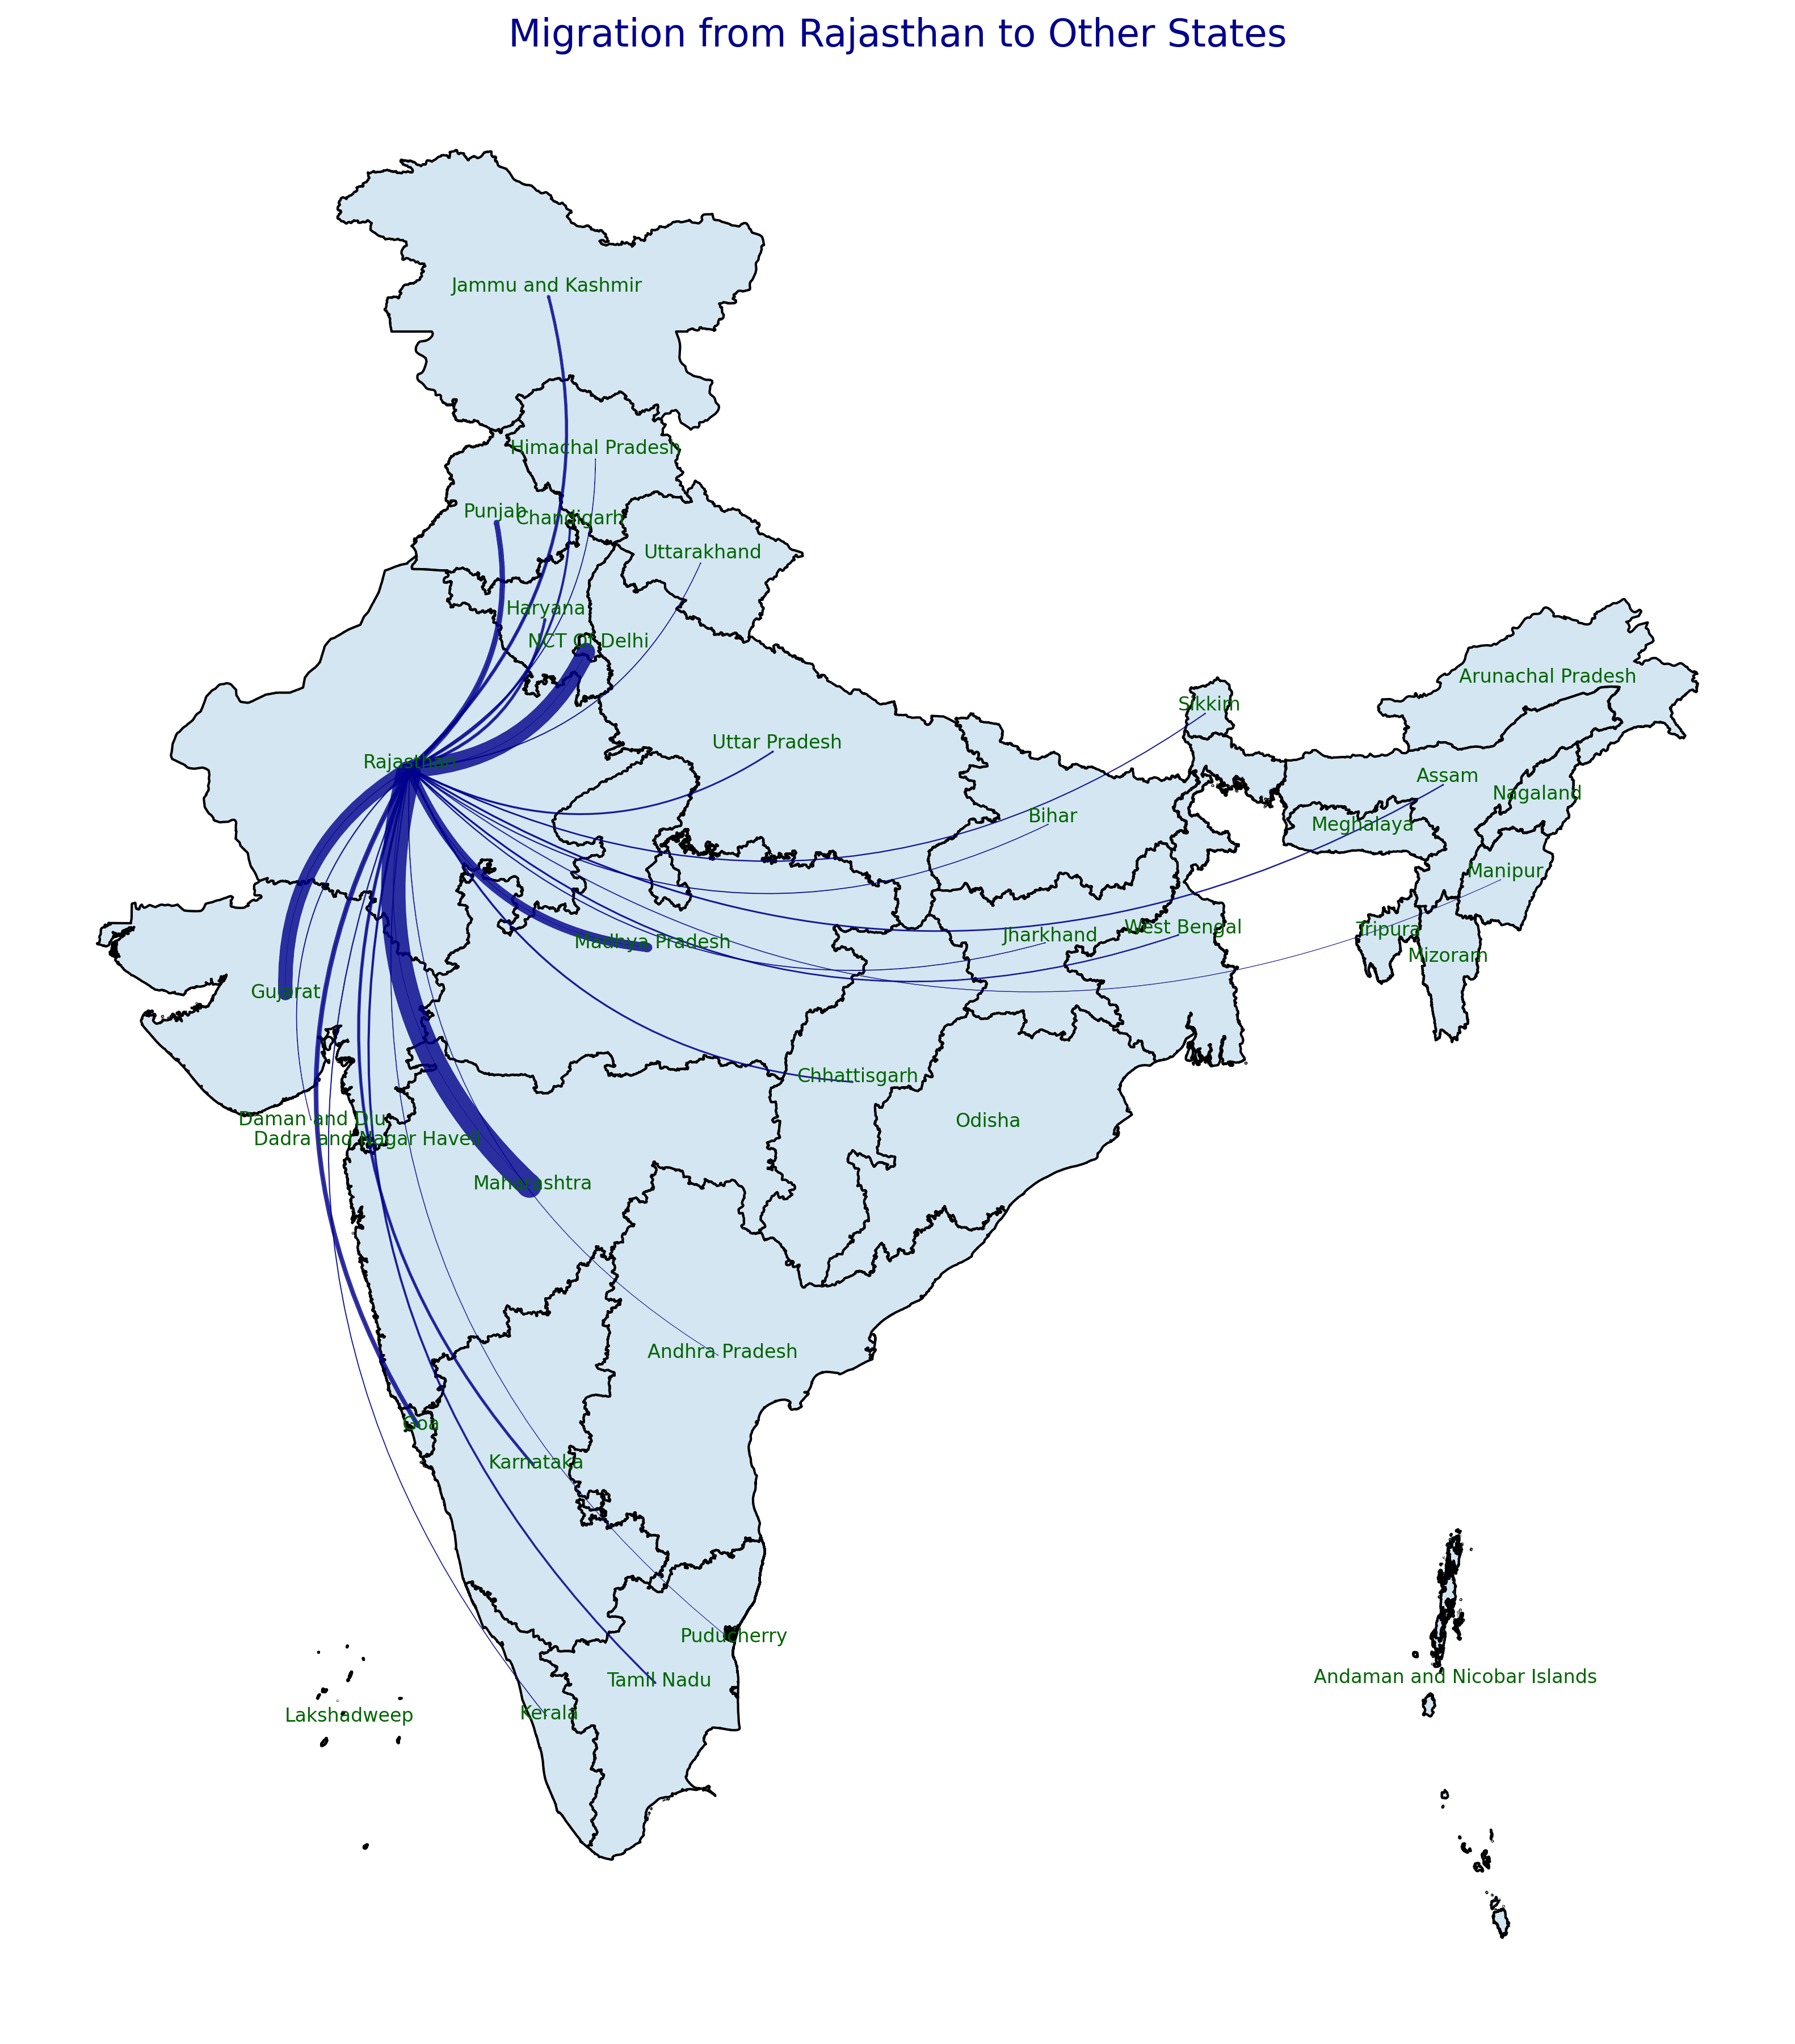 Migration from Rajasthan to Other States
Jammu and Kashmir
Himachal Pradesh
Punjab
Chandigarh
Uttarakhand
Haryana
NCT Of Delhi
Arunachal Pradesh
Sikkim
Uttar Pradesh
Rajasthan
Assam
Nagaland
Bihar
Meghalaya
Manipur
West Bengal
Tripura
Jharkhand
Madhya Pradesh
Mizoram
Gujarat
Chhattisgarh
Daman and Diu
Odisha
Dadra and Nagar Haveli
Maharashtra
Andhra Pradesh
Goa
Karnataka
Puducherry
Andaman and Nicobar Islands
Tamil Nadu
Kerala
Lakshadweep